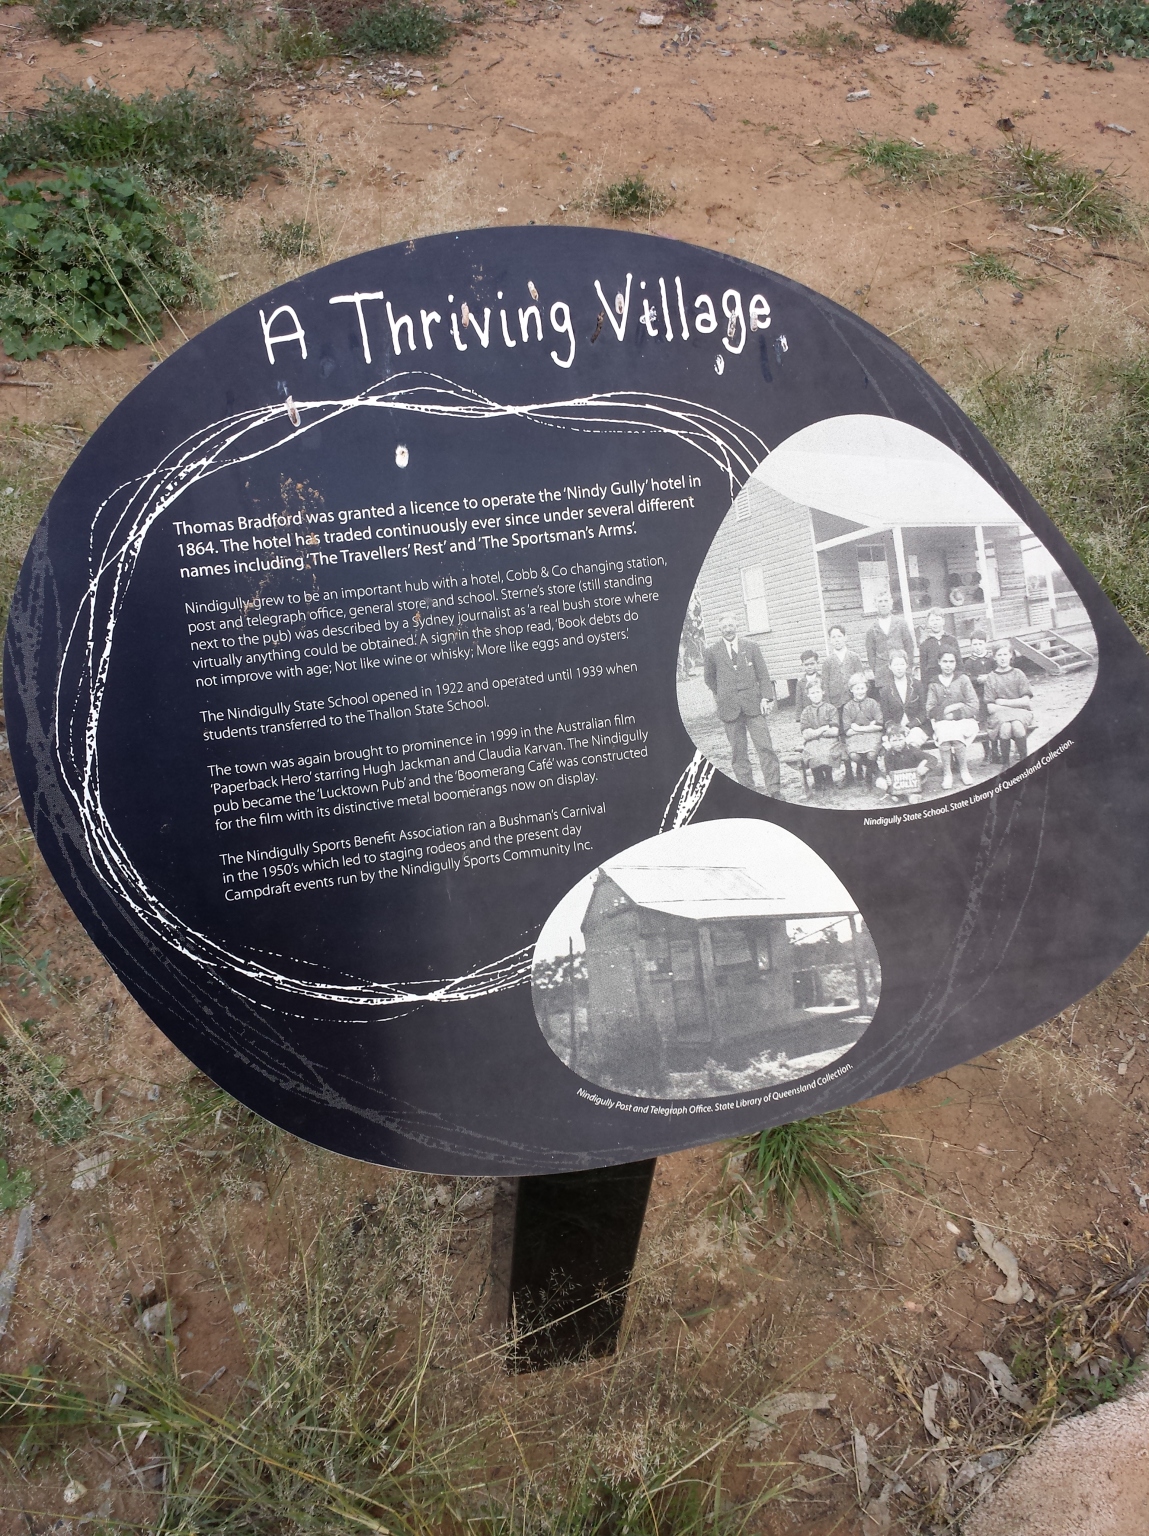 A Thriving Village
Thomas Bradford was granted a licence to operate the 'Nindy Gully' hotel in
1864. The hotel has traded continuously ever since under several different
names including 'The Travellers' Rest' and 'The Sportsman's Arms'.
Nindigully grew to be an important hub with a hotel, Cobb & Co changing station,
post and telegraph office, general store, and school. Sterne's store (still standing
next to the pub) was described by a Sydney journalist as 'a real bush store where
virtually anything could be obtained.' A sign in the shop read, 'Book debts do
not improve with age; Not like wine or whisky; More like eggs and oysters.'
The Nindigully State School opened in 1922 and operated until 1939 when
students transferred to the Thallon State School.
The town was again brought to prominence in 1999 in the Australian film
'Paperback Hero' starring Hugh Jackman and Claudia Karvan. The Nindigully
pub became the 'Lucktown Pub' and the 'Boomerang Café' was constructed
for the film with its distinctive metal boomerangs now on display.
The Nindigully Sports Benefit Association ran a Bushman's Carnival
in the 1950's which led to staging rodeos and the present day
Campdraft events run by the Nindigully Sports Community Inc.
Nindigully State School. State Library of Queensland Collection.
Nindigully Post and Telegraph Office. State Library of Queensland Collection.